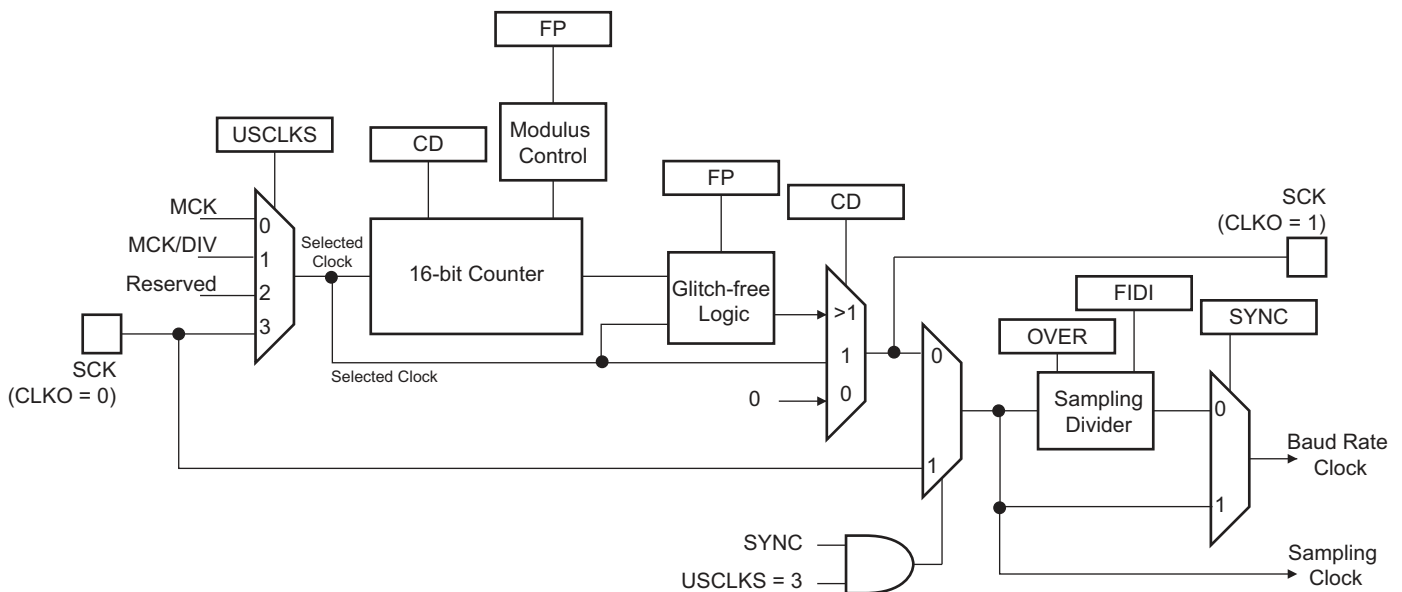 FP
USCLKS
CD
Modulus
Control
FP
CD
MCK
0
MCK/DIV
1
Reserved
2
3
Selected
Clock
16-bit Counter
Glitch-free
Logic
>1
1
0
0
Selected Clock
SCK
(CLKO = 0)
SCK
(CLKO = 1)
0
1
SYNC
USCLKS = 3
OVER
FIDI
SYNC
Sampling
Divider
0
1
Baud Rate
Clock
Sampling
Clock